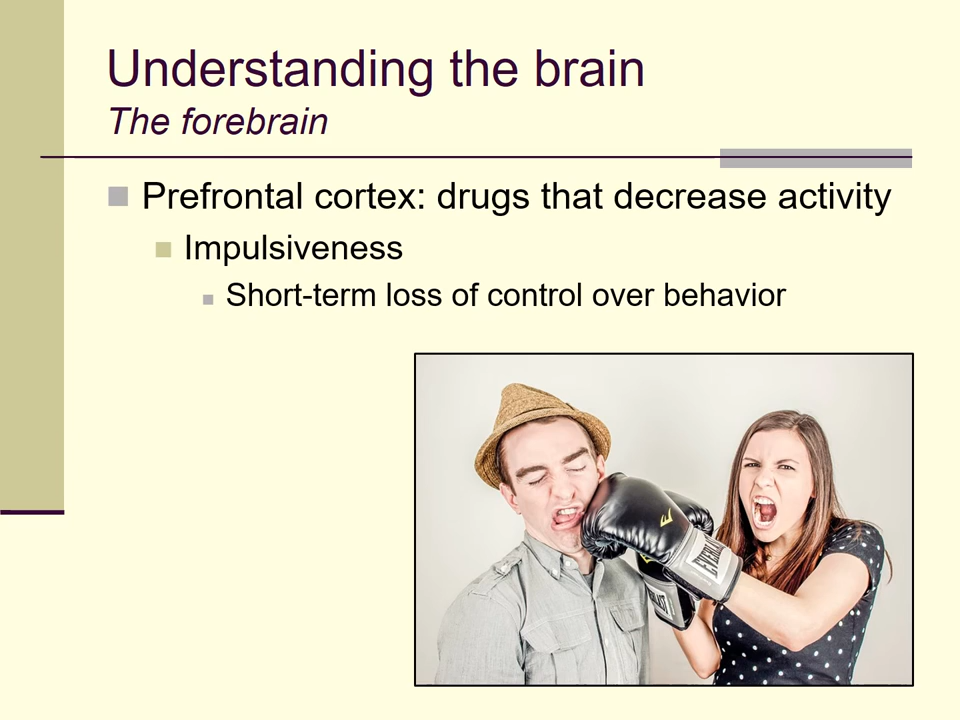 Understanding the brain
The forebrain
Prefrontal cortex: drugs that decrease activity
Impulsiveness
Short-term loss of control over behavior
E
EVERLAST